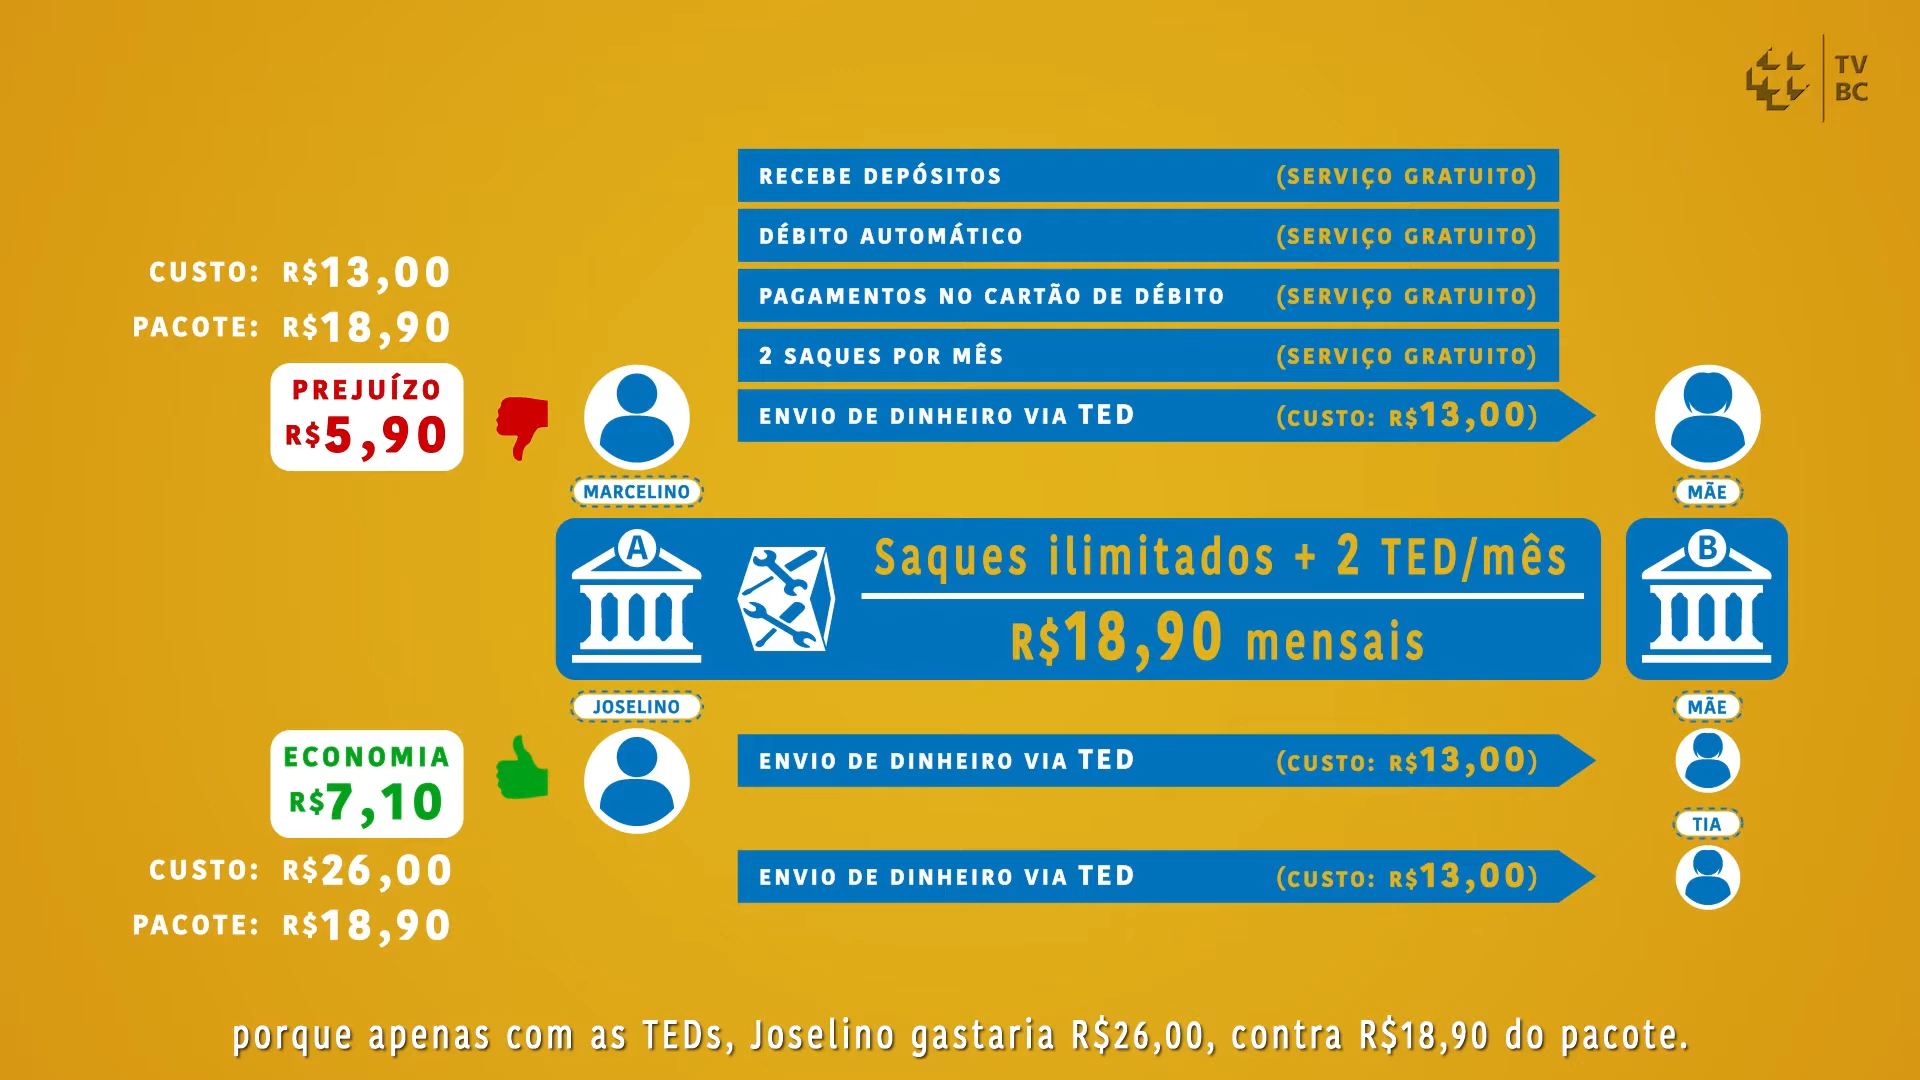 TV
BC
RECEBE DEPÓSITOS (SERVIÇO GRATUITO)
DÉBITO AUTOMÁTICO (SERVIÇO GRATUITO)
PAGAMENTOS NO CARTÃO DE DÉBITO (SERVIÇO GRATUITO)
2 SAQUES POR MÊS (SERVIÇO GRATUITO)
ENVIO DE DINHEIRO VIA TED (CUSTO: R$13,00)
CUSTO: R$13,00
PACOTE: R$18,90
PREJUÍZO
R$5,90
MARCELINO
MÃE
A
Saques ilimitados + 2 TED/mês
R$18,90 mensais
B
JOSELINO
MÃE
ECONOMIA
R$7,10
ENVIO DE DINHEIRO VIA TED (CUSTO: R$13,00)
TIA
CUSTO: R$26,00
PACOTE: R$18,90
ENVIO DE DINHEIRO VIA TED (CUSTO: R$13,00)
porque apenas com as TEDs, Joselino gastaria R$26,00, contra R$18,90 do pacote.